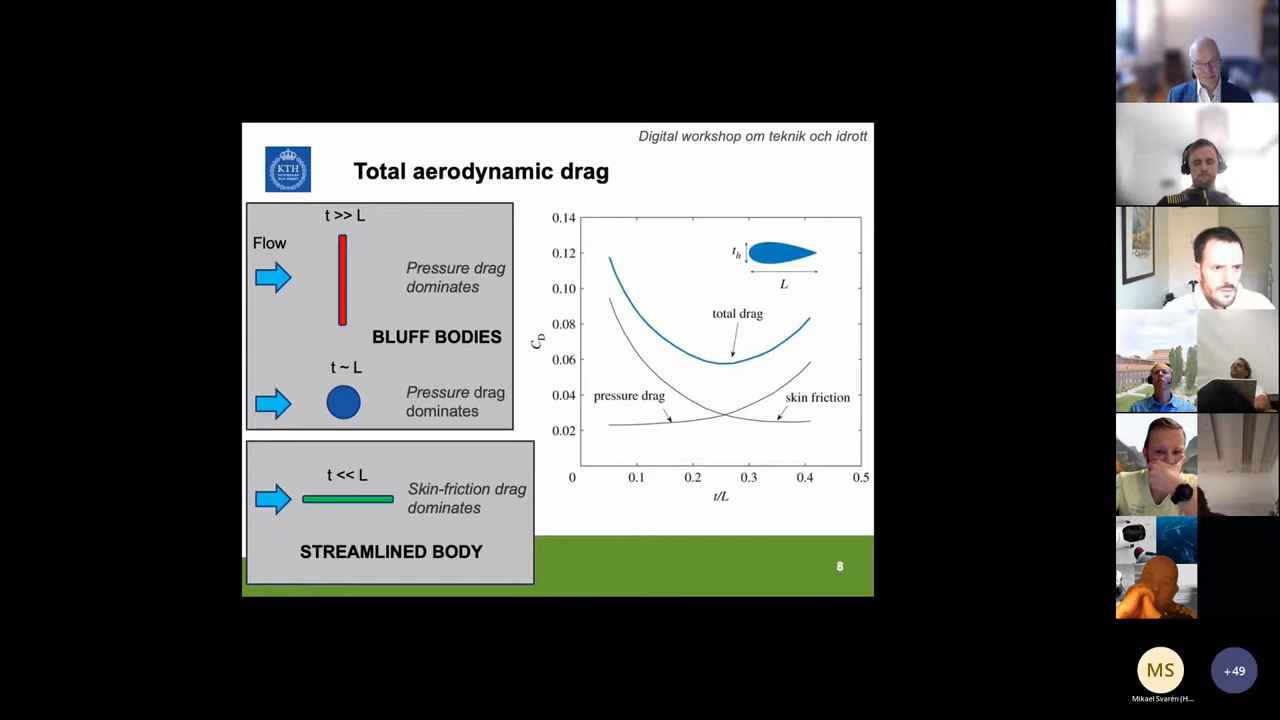 Digital workshop om teknik och idrott
KTH
Total aerodynamic drag
t >> L
Flow
Pressure drag
dominates
BLUFF BODIES
t ~ L
Pressure drag
dominates
t << L
Skin-friction drag
dominates
STREAMLINED BODY
0.14
0.12
0.10
0.08
0.06
0.04
0.02
0
0.1
0.2
0.3
0.4
0.5
C_D
t/L
t_h
L
total drag
pressure drag
skin friction
8
MS
Mikael Svarén (H...
+49